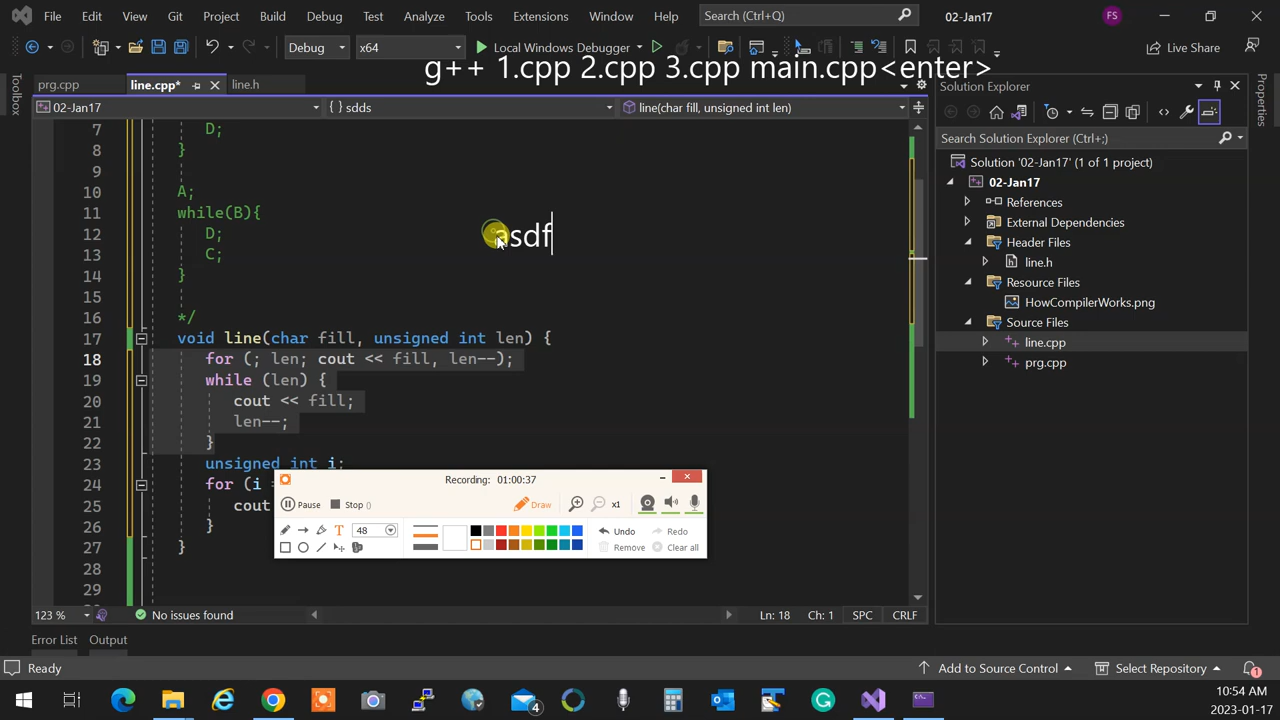 File Edit View Git Project Build Debug Test Analyze Tools Extensions Window Help Search (Ctrl+Q) 02-Jan17 FS
Debug x64 Local Windows Debugger Live Share
g++ 1.cpp 2.cpp 3.cpp main.cpp<enter>
prg.cpp line.cpp* line.h
02-Jan17 {} sdds line(char fill, unsigned int len)
Toolbox
7 D;
8 }
9
10 A;
11 while(B){
12 D;
13 C;
14 }
15
16 */
17 void line(char fill, unsigned int len) {
18 for (; len; cout << fill, len--);
19 while (len) {
20 cout << fill;
21 len--;
22 }
23 unsigned int i;
24 for (i
25 cout
26 }
27 }
28
29
asdf
Recording: 01:00:37
Pause Stop () Draw x1
T 48 Undo Redo
Remove Clear all
123 % No issues found Ln: 18 Ch: 1 SPC CRLF
Error List Output
Solution Explorer
Search Solution Explorer (Ctrl+;)
Solution '02-Jan17' (1 of 1 project)
02-Jan17
References
External Dependencies
Header Files
line.h
Resource Files
HowCompilerWorks.png
Source Files
line.cpp
prg.cpp
Properties
Ready Add to Source Control Select Repository 1
4
10:54 AM
2023-01-17